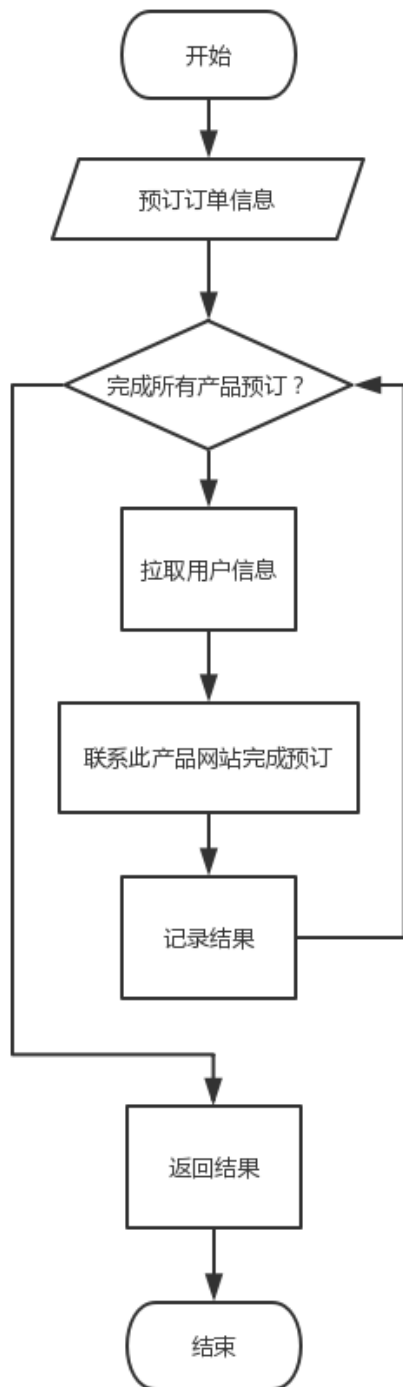 开始
预订订单信息
完成所有产品预订？
拉取用户信息
联系此产品网站完成预订
记录结果
返回结果
结束